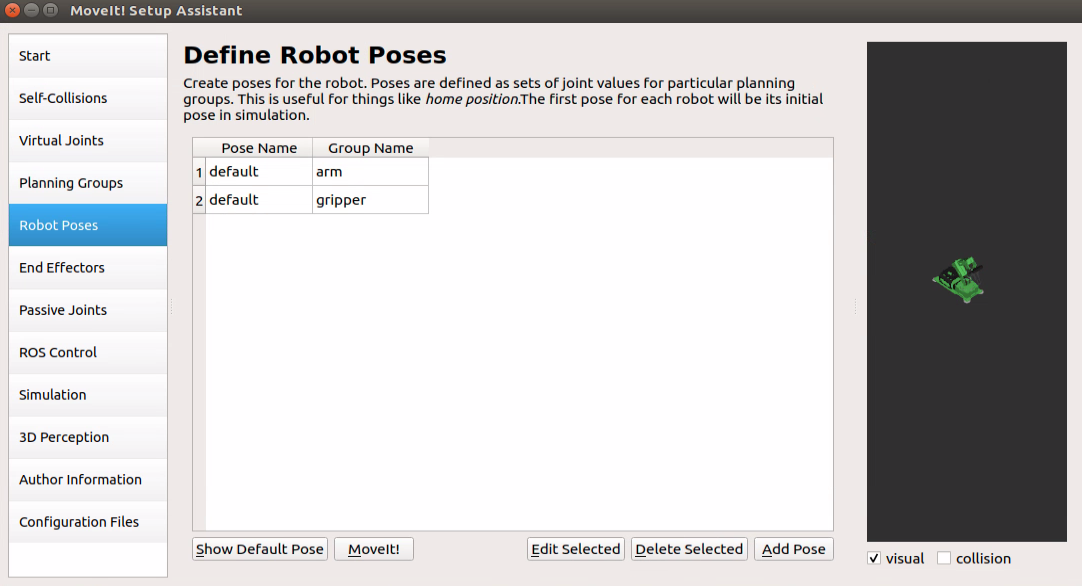 MoveIt! Setup Assistant
Start
Self-Collisions
Virtual Joints
Planning Groups
Robot Poses
End Effectors
Passive Joints
ROS Control
Simulation
3D Perception
Author Information
Configuration Files
Define Robot Poses
Create poses for the robot. Poses are defined as sets of joint values for particular planning
groups. This is useful for things like home position.The first pose for each robot will be its initial
pose in simulation.
Pose Name Group Name
1 default arm
2 default gripper
Show Default Pose MoveIt! Edit Selected Delete Selected Add Pose
visual collision